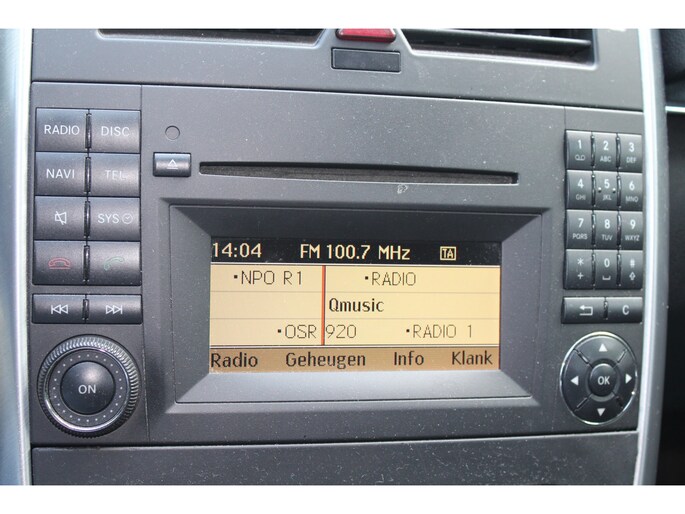 RADIO DISC
NAVI TEL
SYS
ON
14:04 FM 100.7 MHz TA
•NPO R1 •RADIO
Qmusic
•OSR 920 •RADIO 1
Radio Geheugen Info Klank
1 2 3
ABC DEF
4 5 6
GHI JKL MNO
7 8 9
PQRS TUV WXYZ
* 0 #
+
C
OK